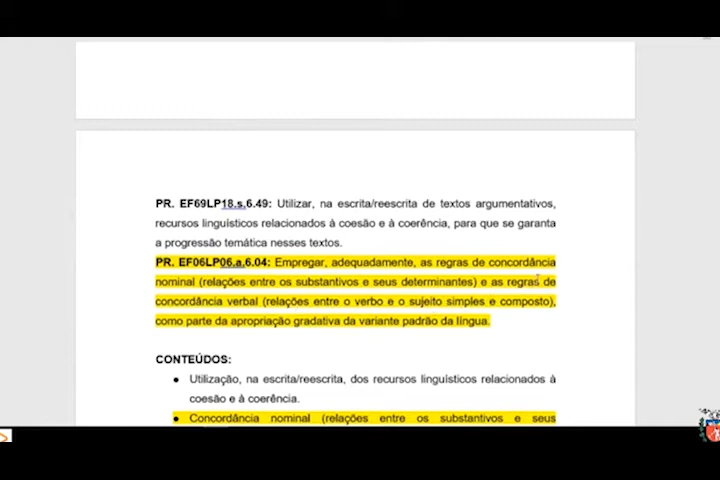 PR. EF69LP18.s.6.49: Utilizar, na escrita/reescrita de textos argumentativos,
recursos linguísticos relacionados à coesão e à coerência, para que se garanta
a progressão temática nesses textos.
PR. EF06LP06.a.6.04: Empregar, adequadamente, as regras de concordância
nominal (relações entre os substantivos e seus determinantes) e as regras de
concordância verbal (relações entre o verbo e o sujeito simples e composto),
como parte da apropriação gradativa da variante padrão da língua.
CONTEÚDOS:
● Utilização, na escrita/reescrita, dos recursos linguísticos relacionados à
coesão e à coerência.
● Concordância nominal (relações entre os substantivos e seus